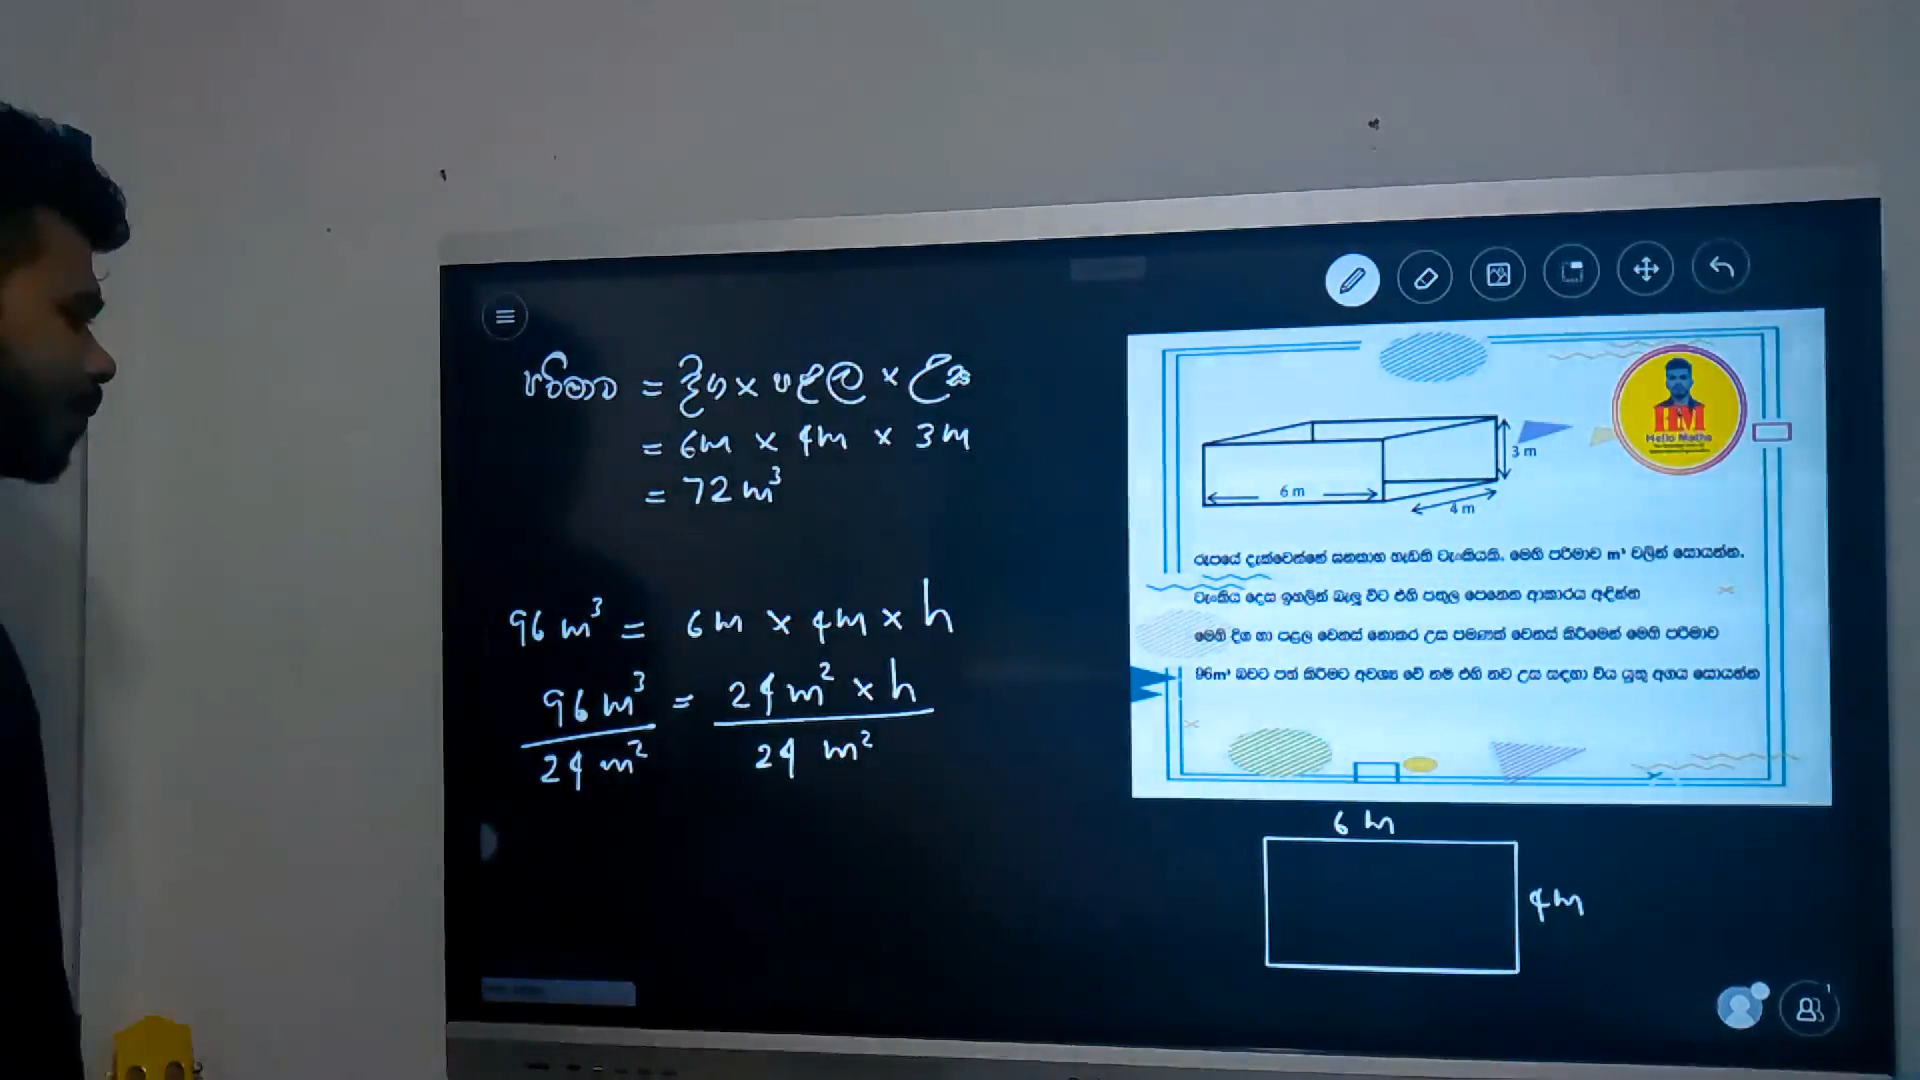 පරිමාව = දිග × පළල × උස
= 6m × 4m × 3m
= 72 m³
96 m³ = 6m × 4m × h
96 m³ = 24 m² × h
24 m² 24 m²
3 m
6 m
4 m
HM
Hello Maths
රූපයේ දැක්වෙන්නේ ඝනකාභ හැඩති ටැංකියකි. මෙහි පරිමාව m³ වලින් සොයන්න.
ටැංකිය දෙස ඉහලින් බැලූ විට එහි පතුල පෙනෙන ආකාරය අඳින්න
මෙහි දිග හා පළල වෙනස් නොකර උස පමණක් වෙනස් කිරීමෙන් මෙහි පරිමාව
96m³ බවට පත් කිරීමට අවශ්‍ය වේ නම් එහි නව උස සඳහා විය යුතු අගය සොයන්න
6 m
4m
1